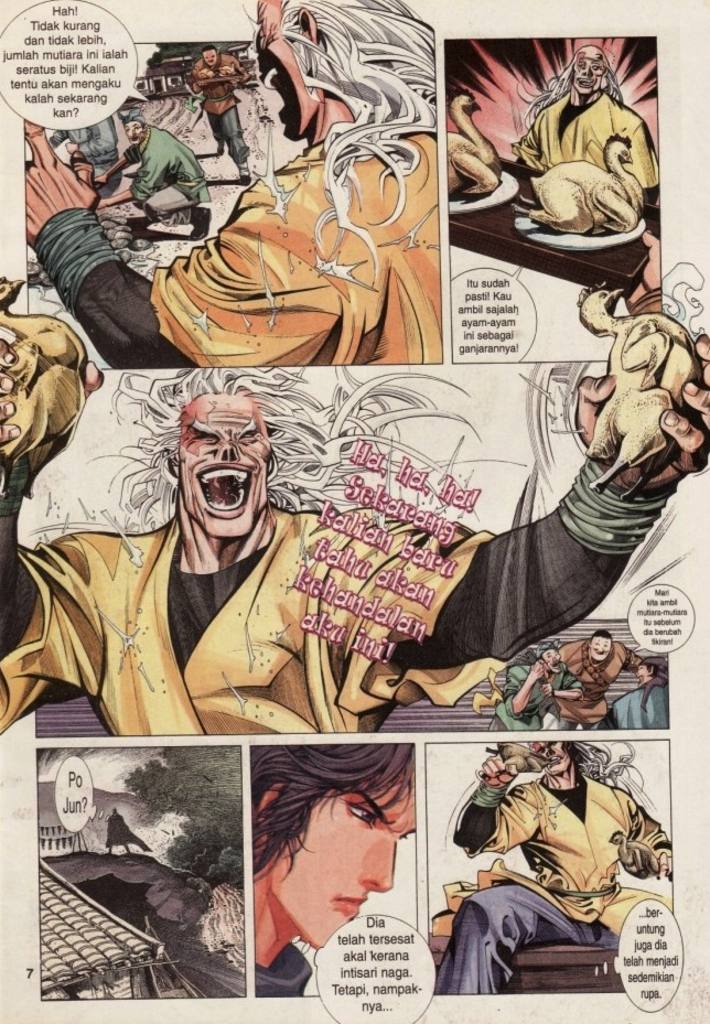 Hah!
Tidak kurang
dan tidak lebih,
jumlah mutiara ini ialah
seratus biji! Kalian
tentu akan mengaku
kalah sekarang
kan?
Itu sudah
pasti! Kau
ambil sajalah
ayam-ayam
ini sebagai
ganjarannya!
Ha, ha, ha!
Sekarang
kalian baru
tahu akan
kehandalan
aku ini!
Mari
kita ambil
mutiara-mutiara
itu sebelum
dia berubah
fikiran!
Po
Jun?
Dia
telah tersesat
akal kerana
intisari naga.
Tetapi, nampak-
nya...
...ber-
untung
juga dia
telah menjadi
sedemikian
rupa.
7